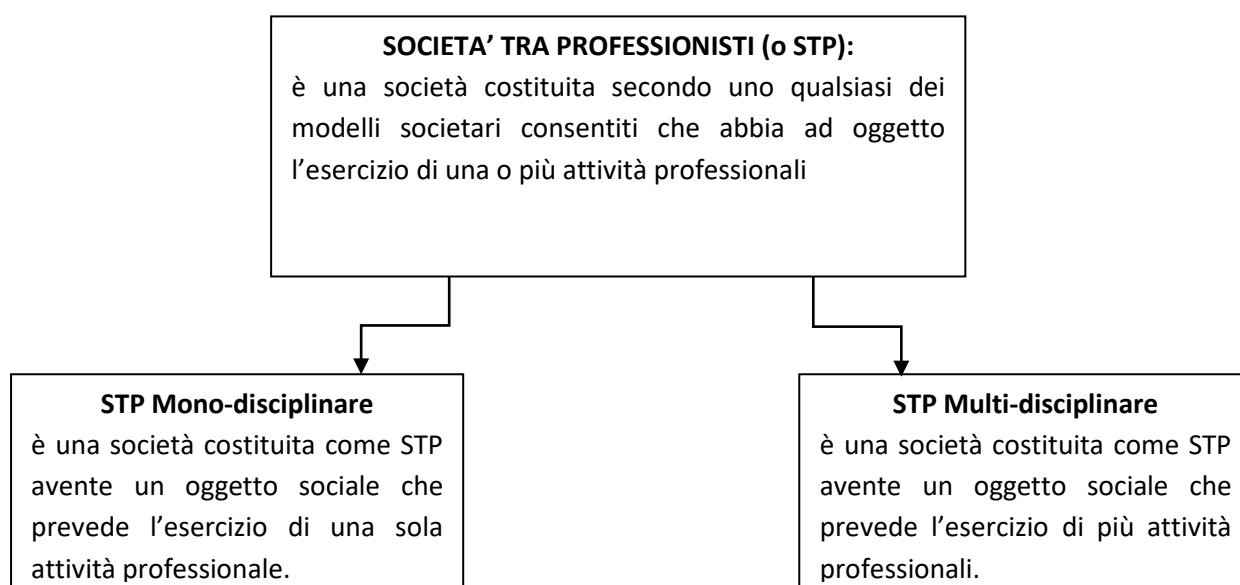 SOCIETA’ TRA PROFESSIONISTI (o STP):
è una società costituita secondo uno qualsiasi dei
modelli societari consentiti che abbia ad oggetto
l’esercizio di una o più attività professionali
STP Mono-disciplinare
è una società costituita come STP
avente un oggetto sociale che
prevede l’esercizio di una sola
attività professionale.
STP Multi-disciplinare
è una società costituita come STP
avente un oggetto sociale che
prevede l’esercizio di più attività
professionali.